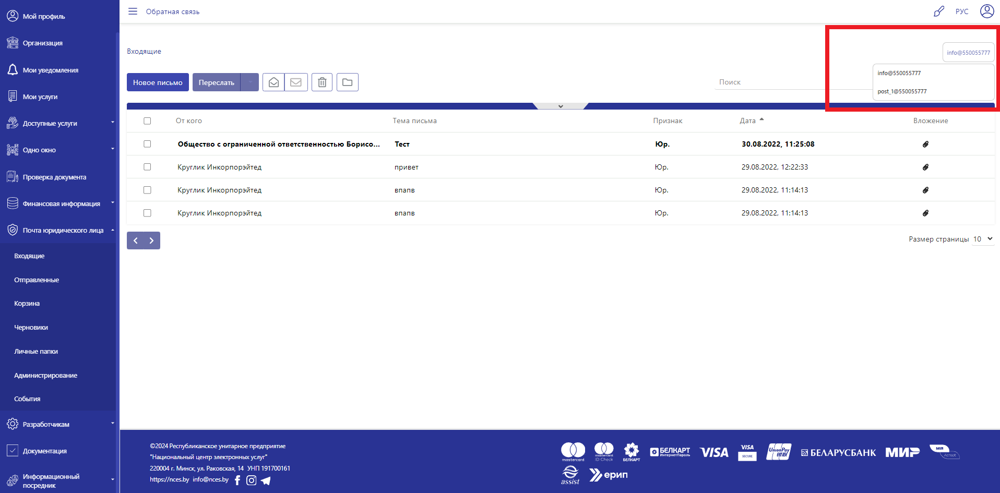 Мой профиль
Организация
Мои уведомления
Мои услуги
Доступные услуги
Одно окно
Проверка документа
Финансовая информация
Почта юридического лица
Входящие
Отправленные
Корзина
Черновики
Личные папки
Администрирование
События
Разработчикам
Документация
Информационный
посредник
Обратная связь
РУС
Входящие
info@550055777
info@550055777
post_1@550055777
Новое письмо Переслать
Поиск
От кого Тема письма Признак Дата Вложение
Общество с ограниченной ответственностью Борисо... Тест Юр. 30.08.2022, 11:25:08
Круглик Инкорпорэйтед привет Юр. 29.08.2022, 12:22:33
Круглик Инкорпорэйтед впапв Юр. 29.08.2022, 11:14:13
Круглик Инкорпорэйтед впапв Юр. 29.08.2022, 11:14:13
Размер страницы 10
©2024 Республиканское унитарное предприятие
"Национальный центр электронных услуг"
220004 г. Минск, ул. Раковская, 14 УНП 191700161
https://nces.by info@nces.by
mastercard
mastercard
ID Check
БЕЛКАРТ
БЕЛКАРТ
ИнтернетПароль
VISA
VISA
SECURE
UnionPay
银联
БЕЛАРУСБАНК
МИР
MIR
Accept
assist
ерип